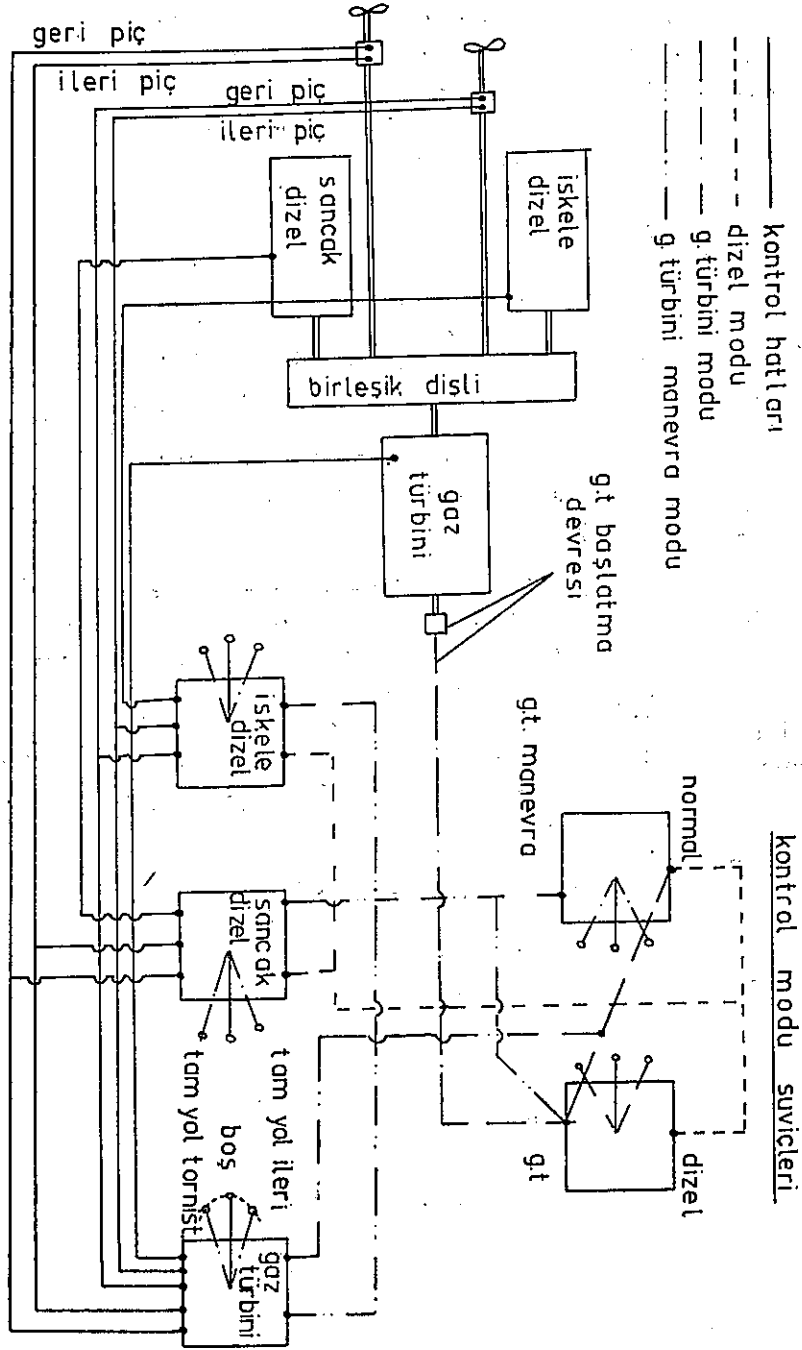 kontrol hatları
dizel modu
g.türbini modu
g.türbini manevra modu
kontrol modu suviçleri
geri piç
ileri piç
geri piç
ileri piç
iskele
dizel
sancak
dizel
birleşik dişli
gaz
türbini
g.t başlatma
devresi
normal
g.t. manevra
dizel
g.t
iskele
dizel
sancak
dizel
gaz
türbini
tam yol ileri
boş
tam yol tornist